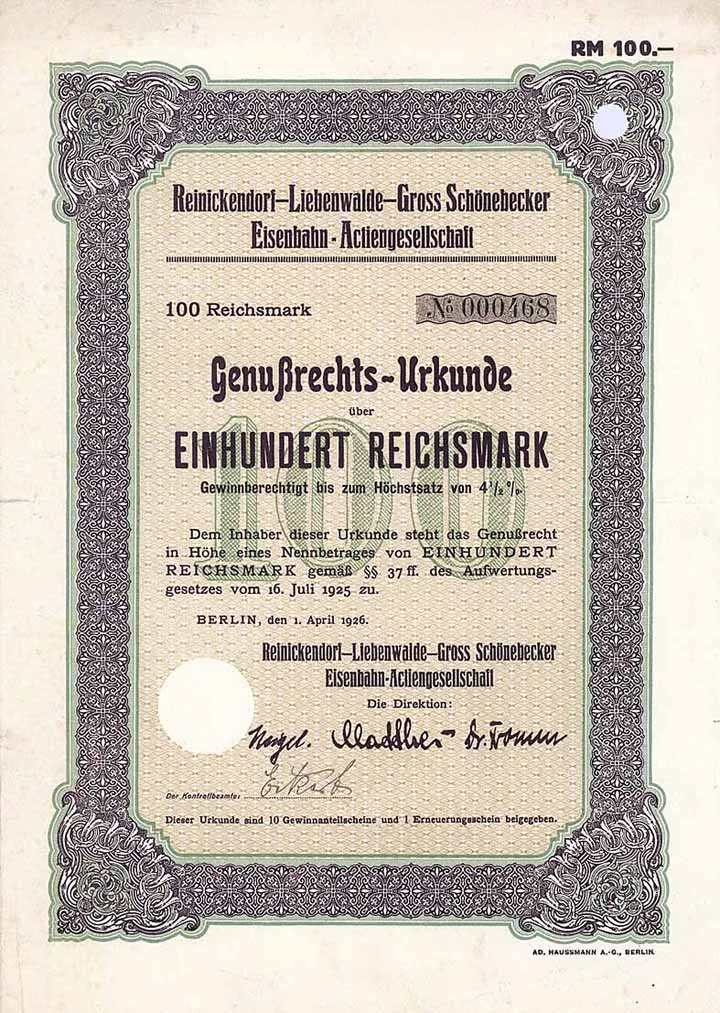 RM 100.—
Reinickendorf–Liebenwalde–Gross Schönebecker
Eisenbahn-Actiengesellschaft
100 Reichsmark
№ 000468
100
Genußrechts-Urkunde
über
EINHUNDERT REICHSMARK
Gewinnberechtigt bis zum Höchstsatz von 4½%.
Dem Inhaber dieser Urkunde steht das Genußrecht
in Höhe eines Nennbetrages von EINHUNDERT
REICHSMARK gemäß §§ 37 ff. des Aufwertungs-
gesetzes vom 16. Juli 1925 zu.
BERLIN, den 1. April 1926.
Reinickendorf–Liebenwalde–Gross Schönebecker
Eisenbahn-Actiengesellschaft
Die Direktion:
Der Kontrollbeamte:
Dieser Urkunde sind 10 Gewinnanteilscheine und 1 Erneuerungsschein beigegeben.
AD. HAUSSMANN A.-G., BERLIN.